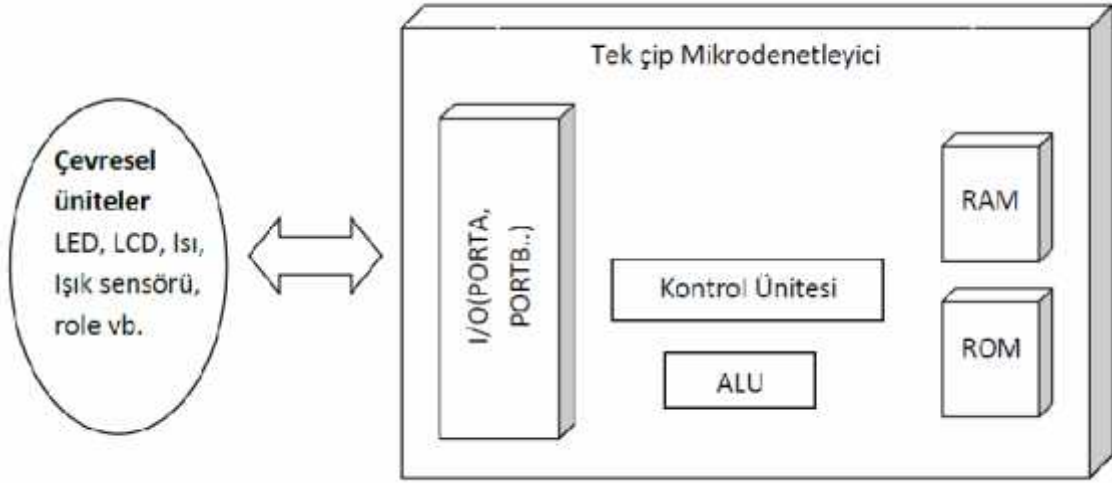 Tek çip Mikrodenetleyici
Çevresel
üniteler
LED, LCD, Isı,
Işık sensörü,
role vb.
I/O(PORTA,
PORTB..)
Kontrol Ünitesi
ALU
RAM
ROM